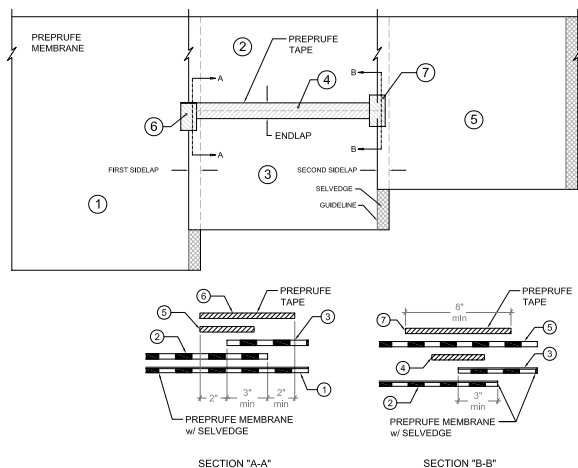 PREPRUFE
MEMBRANE
2
PREPRUFE
TAPE
A
B
4
7
6
5
A
B
ENDLAP
FIRST SIDELAP
3
SECOND SIDELAP
1
SELVEDGE
GUIDELINE
6
PREPRUFE
TAPE
5
3
2
1
2"
3"
min
2"
min
PREPRUFE MEMBRANE
w/ SELVEDGE
SECTION "A-A"
8"
min
PREPRUFE
TAPE
7
5
4
3
2
3"
min
PREPRUFE MEMBRANE
w/ SELVEDGE
SECTION "B-B"